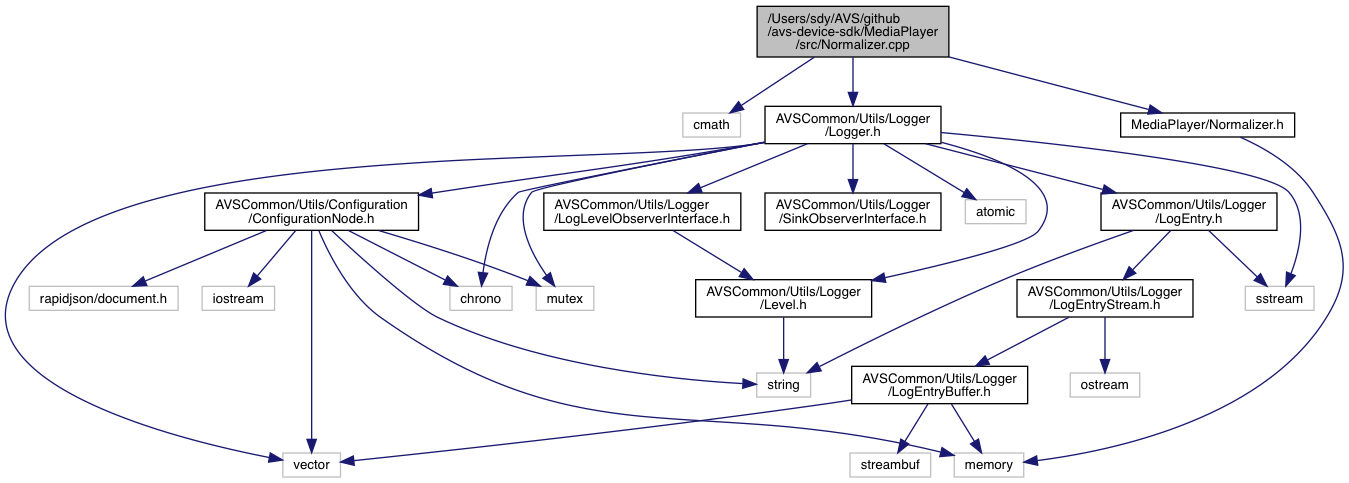 /Users/sdy/AVS/github
/avs-device-sdk/MediaPlayer
/src/Normalizer.cpp
cmath
AVSCommon/Utils/Logger
/Logger.h
MediaPlayer/Normalizer.h
AVSCommon/Utils/Configuration
/ConfigurationNode.h
AVSCommon/Utils/Logger
/LogLevelObserverInterface.h
AVSCommon/Utils/Logger
/SinkObserverInterface.h
atomic
AVSCommon/Utils/Logger
/LogEntry.h
rapidjson/document.h
iostream
chrono
mutex
AVSCommon/Utils/Logger
/Level.h
AVSCommon/Utils/Logger
/LogEntryStream.h
sstream
string
AVSCommon/Utils/Logger
/LogEntryBuffer.h
ostream
vector
streambuf
memory